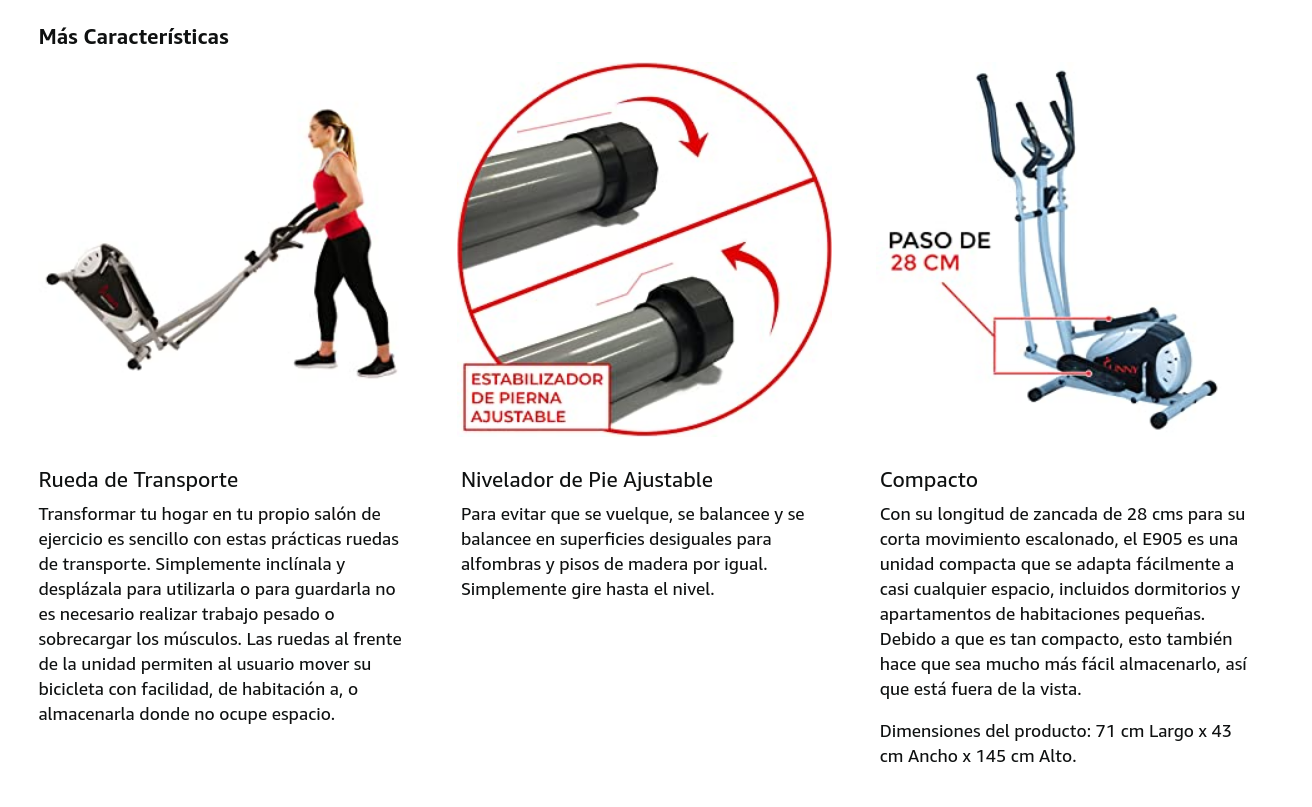 Más Características
ESTABILIZADOR
DE PIERNA
AJUSTABLE
PASO DE
28 CM
SUNNY
Rueda de Transporte
Transformar tu hogar en tu propio salón de
ejercicio es sencillo con estas prácticas ruedas
de transporte. Simplemente inclínala y
desplázala para utilizarla o para guardarla no
es necesario realizar trabajo pesado o
sobrecargar los músculos. Las ruedas al frente
de la unidad permiten al usuario mover su
bicicleta con facilidad, de habitación a, o
almacenarla donde no ocupe espacio.
Nivelador de Pie Ajustable
Para evitar que se vuelque, se balancee y se
balancee en superficies desiguales para
alfombras y pisos de madera por igual.
Simplemente gire hasta el nivel.
Compacto
Con su longitud de zancada de 28 cms para su
corta movimiento escalonado, el E905 es una
unidad compacta que se adapta fácilmente a
casi cualquier espacio, incluidos dormitorios y
apartamentos de habitaciones pequeñas.
Debido a que es tan compacto, esto también
hace que sea mucho más fácil almacenarlo, así
que está fuera de la vista.
Dimensiones del producto: 71 cm Largo x 43
cm Ancho x 145 cm Alto.